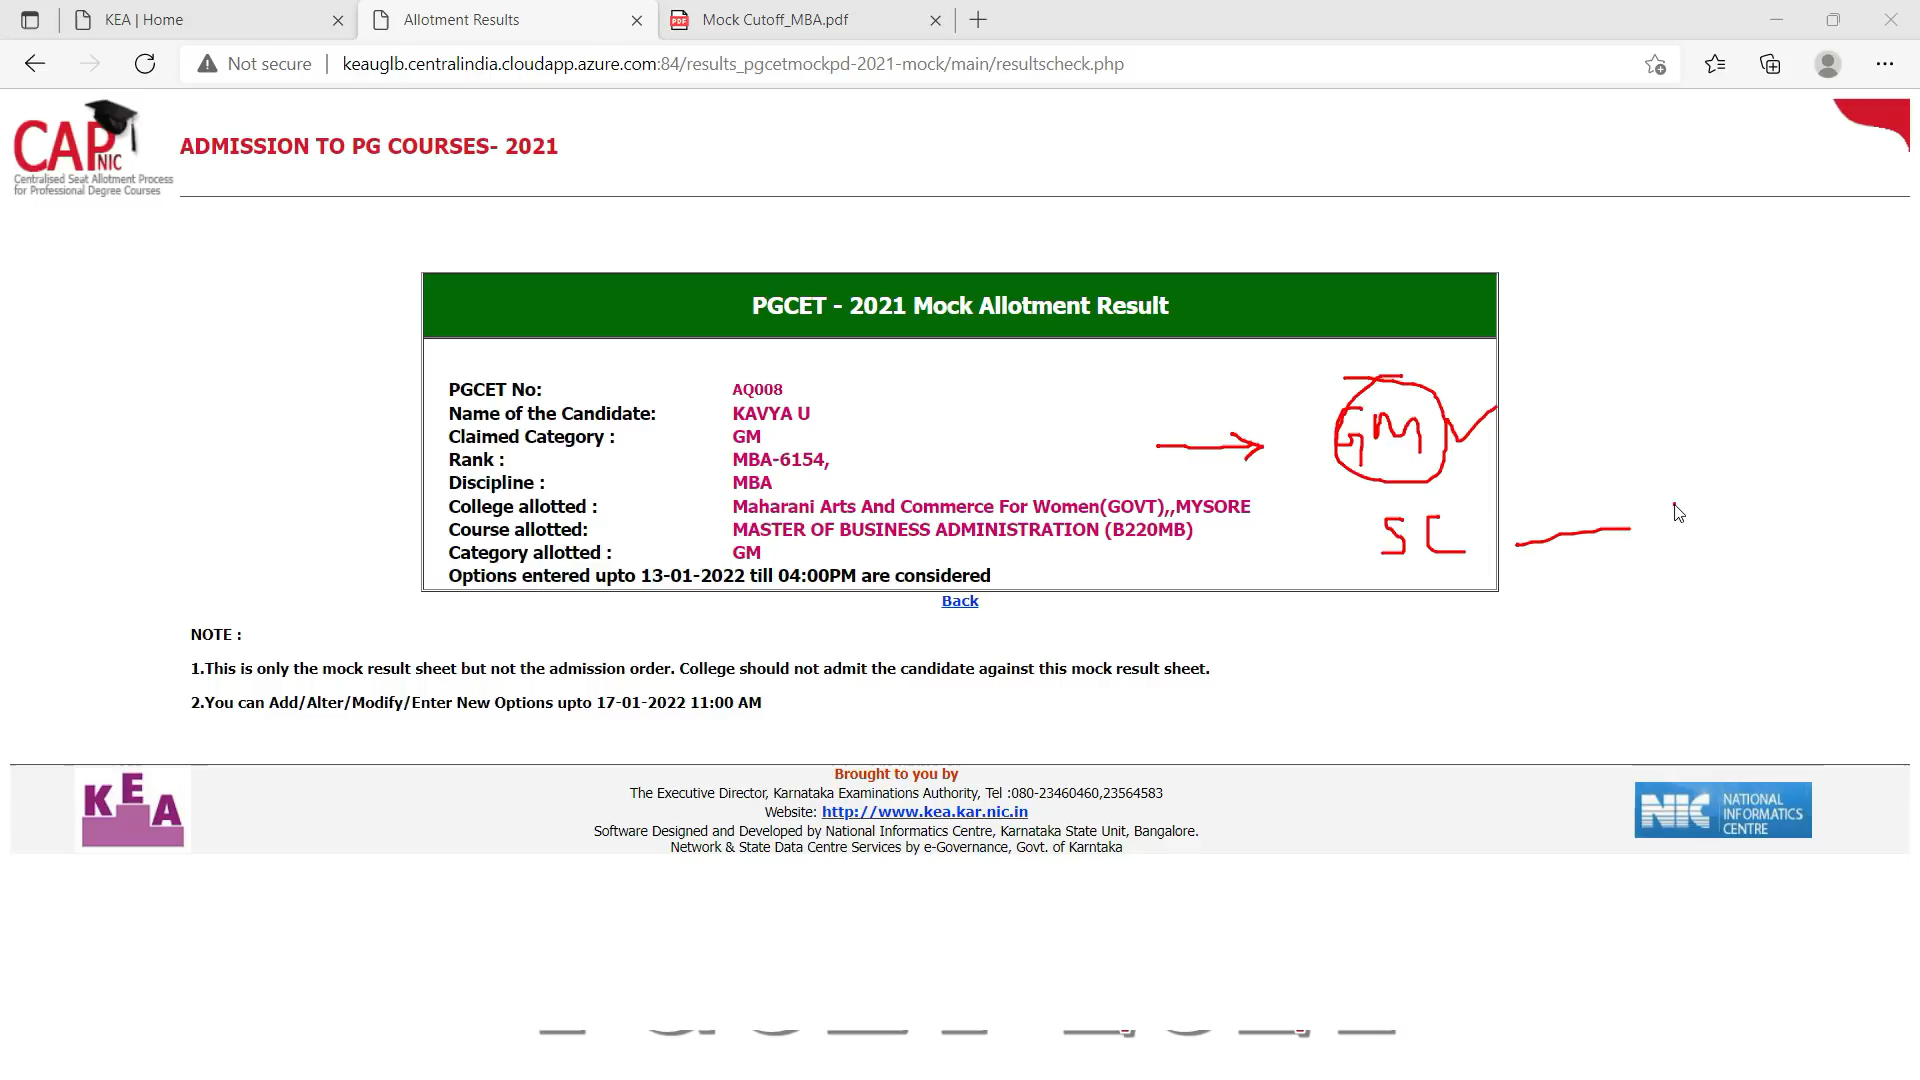 KEA | Home
Allotment Results
Mock Cutoff_MBA.pdf
Not secure
keauglb.centralindia.cloudapp.azure.com:84/results_pgcetmockpd-2021-mock/main/resultscheck.php
CAP NIC
Centralised Seat Allotment Process
for Professional Degree Courses
ADMISSION TO PG COURSES- 2021
PGCET - 2021 Mock Allotment Result
PGCET No: AQ008
Name of the Candidate: KAVYA U
Claimed Category : GM
Rank : MBA-6154,
Discipline : MBA
College allotted : Maharani Arts And Commerce For Women(GOVT),,MYSORE
Course allotted: MASTER OF BUSINESS ADMINISTRATION (B220MB)
Category allotted : GM
Options entered upto 13-01-2022 till 04:00PM are considered
GM
SC
Back
NOTE :
1.This is only the mock result sheet but not the admission order. College should not admit the candidate against this mock result sheet.
2.You can Add/Alter/Modify/Enter New Options upto 17-01-2022 11:00 AM
KEA
Brought to you by
The Executive Director, Karnataka Examinations Authority, Tel :080-23460460,23564583
Website: http://www.kea.kar.nic.in
Software Designed and Developed by National Informatics Centre, Karnataka State Unit, Bangalore.
Network & State Data Centre Services by e-Governance, Govt. of Karntaka
NIC
NATIONAL
INFORMATICS
CENTRE